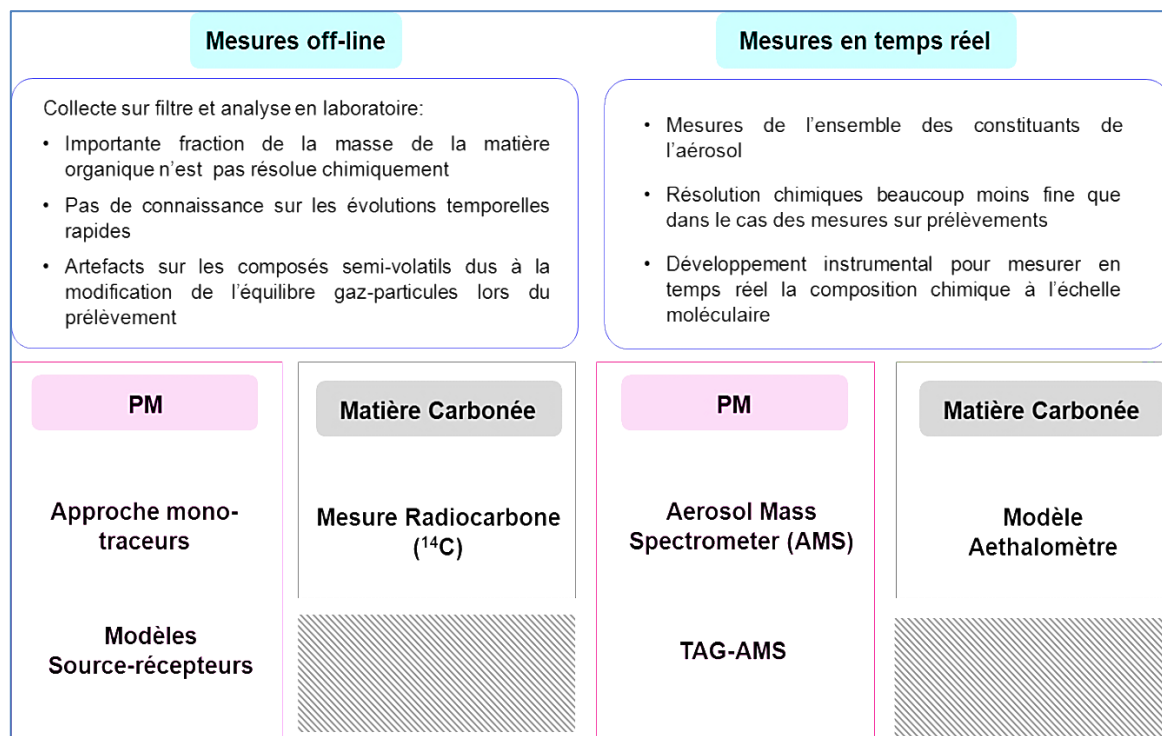 Mesures off-line
Collecte sur filtre et analyse en laboratoire:
• Importante fraction de la masse de la matière
organique n'est pas résolue chimiquement
• Pas de connaissance sur les évolutions temporelles
rapides
• Artefacts sur les composés semi-volatils dus à la
modification de l'équilibre gaz-particules lors du
prélèvement
Mesures en temps réel
• Mesures de l'ensemble des constituants de
l'aérosol
• Résolution chimiques beaucoup moins fine que
dans le cas des mesures sur prélèvements
• Développement instrumental pour mesurer en
temps réel la composition chimique à l'échelle
moléculaire
PM
Approche mono-
traceurs
Modèles
Source-récepteurs
Matière Carbonée
Mesure Radiocarbone
(¹⁴C)
PM
Aerosol Mass
Spectrometer (AMS)
TAG-AMS
Matière Carbonée
Modèle
Aethalomètre